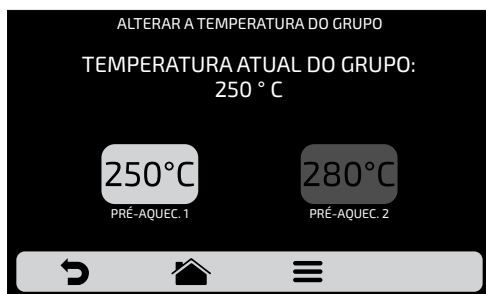 ALTERAR A TEMPERATURA DO GRUPO
TEMPERATURA ATUAL DO GRUPO:
250 ° C
250°C 280°C
PRÉ-AQUEC. 1 PRÉ-AQUEC. 2